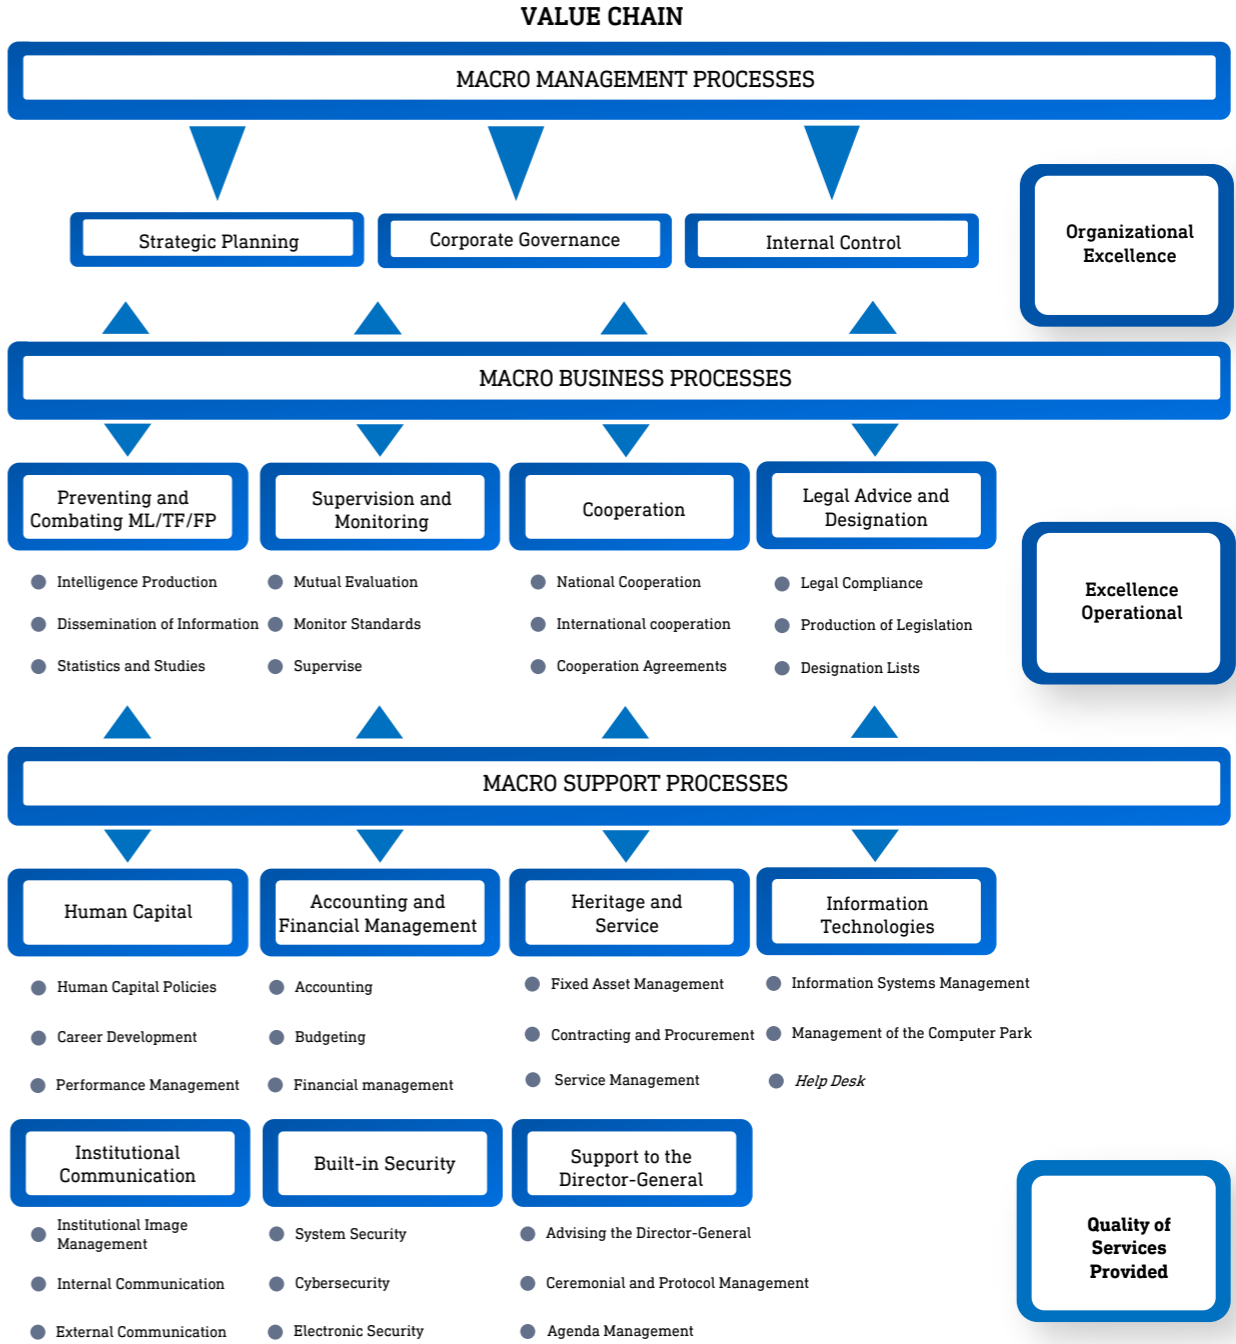 VALUE CHAIN
MACRO MANAGEMENT PROCESSES
Strategic Planning
Corporate Governance
Internal Control
Organizational
Excellence
MACRO BUSINESS PROCESSES
Preventing and
Combating ML/TF/FP
Intelligence Production
Dissemination of Information
Statistics and Studies
Supervision and
Monitoring
Mutual Evaluation
Monitor Standards
Supervise
Cooperation
National Cooperation
International cooperation
Cooperation Agreements
Legal Advice and
Designation
Legal Compliance
Production of Legislation
Designation Lists
Excellence
Operational
MACRO SUPPORT PROCESSES
Human Capital
Human Capital Policies
Career Development
Performance Management
Accounting and
Financial Management
Accounting
Budgeting
Financial management
Heritage and
Service
Fixed Asset Management
Contracting and Procurement
Service Management
Information
Technologies
Information Systems Management
Management of the Computer Park
Help Desk
Institutional
Communication
Institutional Image
Management
Internal Communication
External Communication
Built-in Security
System Security
Cybersecurity
Electronic Security
Support to the
Director-General
Advising the Director-General
Ceremonial and Protocol Management
Agenda Management
Quality of
Services
Provided